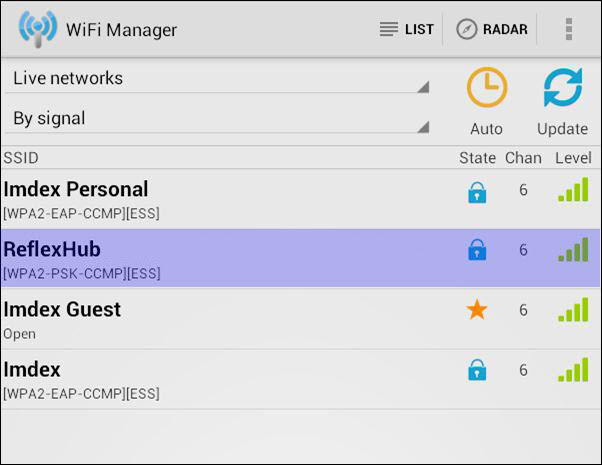 WiFi Manager LIST RADAR
Live networks
By signal
Auto Update
SSID State Chan Level
Imdex Personal 6
[WPA2-EAP-CCMP][ESS]
ReflexHub 6
[WPA2-PSK-CCMP][ESS]
Imdex Guest 6
Open
Imdex 6
[WPA2-EAP-CCMP][ESS]